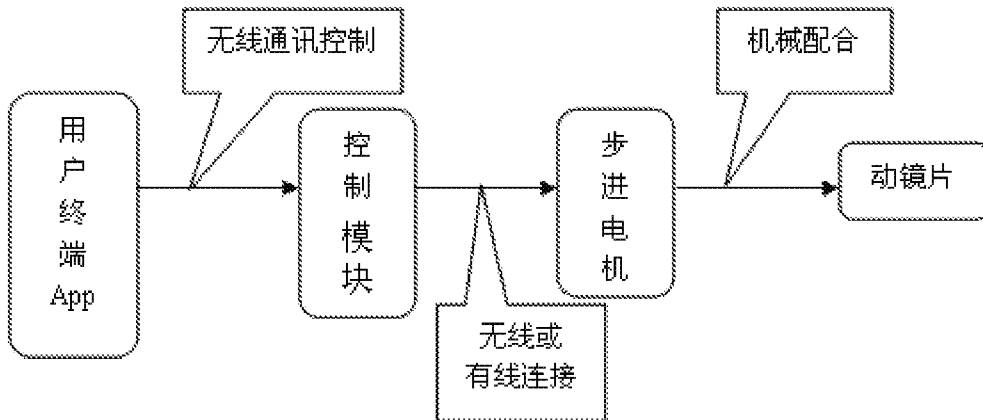 无线通讯控制
机械配合
用
户
终
端
App
控
制
模
块
步
进
电
机
动镜片
无线或
有线连接